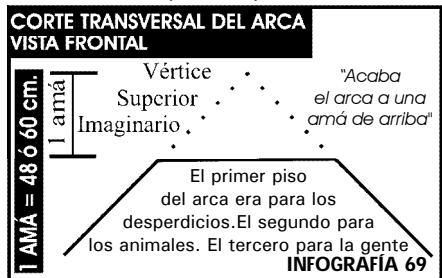 CORTE TRANSVERSAL DEL ARCA
VISTA FRONTAL
1 AMÁ = 48 ó 60 cm.
1 amá
Vértice
Superior
Imaginario
"Acaba
el arca a una
amá de arriba"
El primer piso
del arca era para los
desperdicios.El segundo para
los animales. El tercero para la gente
INFOGRAFÍA 69